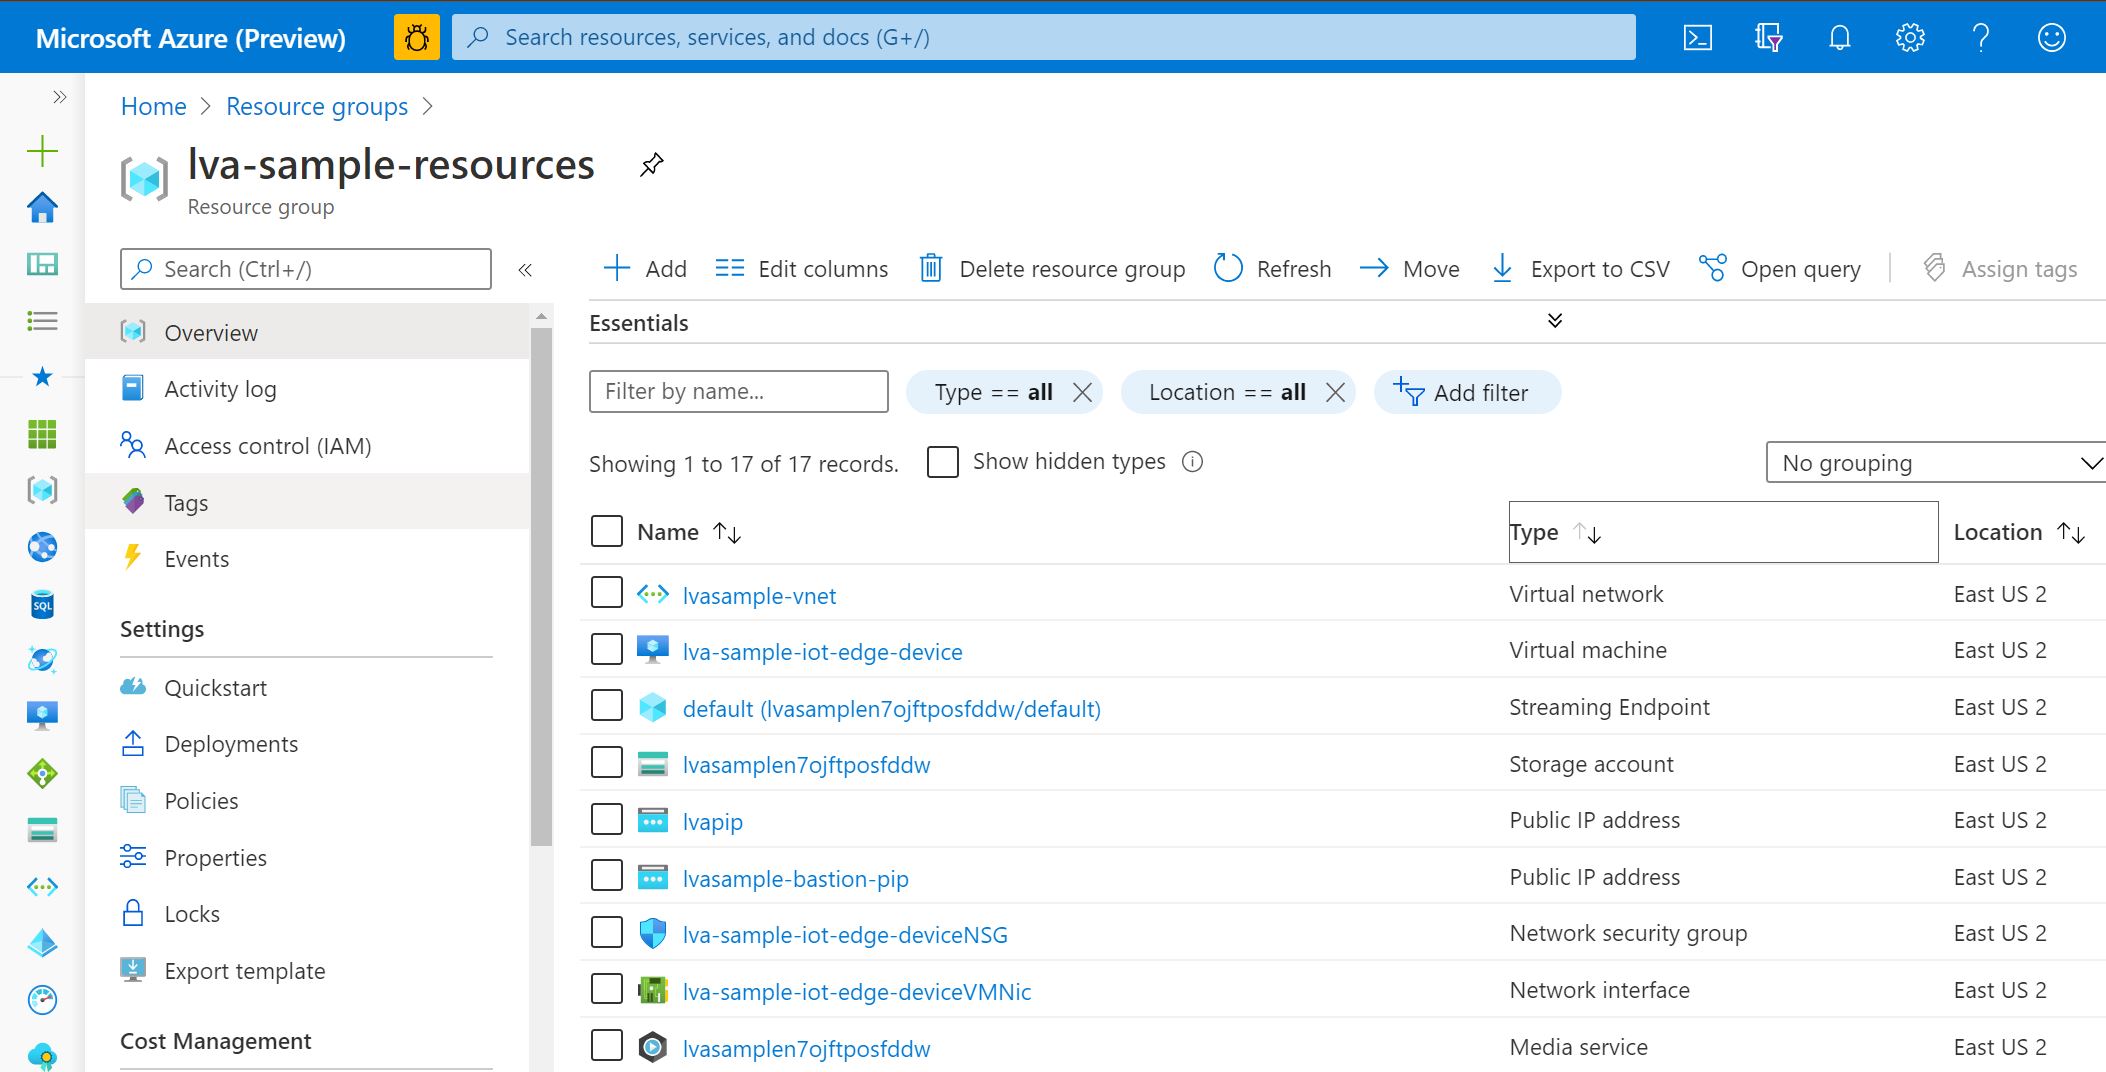 Microsoft Azure (Preview)
Search resources, services, and docs (G+/)
Home > Resource groups >
lva-sample-resources
Resource group
Search (Ctrl+/)
«
Overview
Activity log
Access control (IAM)
Tags
Events
Settings
Quickstart
Deployments
Policies
Properties
Locks
Export template
Cost Management
Add Edit columns Delete resource group Refresh Move Export to CSV Open query Assign tags
Essentials
Filter by name... Type == all Location == all Add filter
Showing 1 to 17 of 17 records. Show hidden types No grouping
Name Type Location
lvasample-vnet Virtual network East US 2
lva-sample-iot-edge-device Virtual machine East US 2
default (lvasamplen7ojftposfddw/default) Streaming Endpoint East US 2
lvasamplen7ojftposfddw Storage account East US 2
lvapip Public IP address East US 2
lvasample-bastion-pip Public IP address East US 2
lva-sample-iot-edge-deviceNSG Network security group East US 2
lva-sample-iot-edge-deviceVMNic Network interface East US 2
lvasamplen7ojftposfddw Media service East US 2
SQL